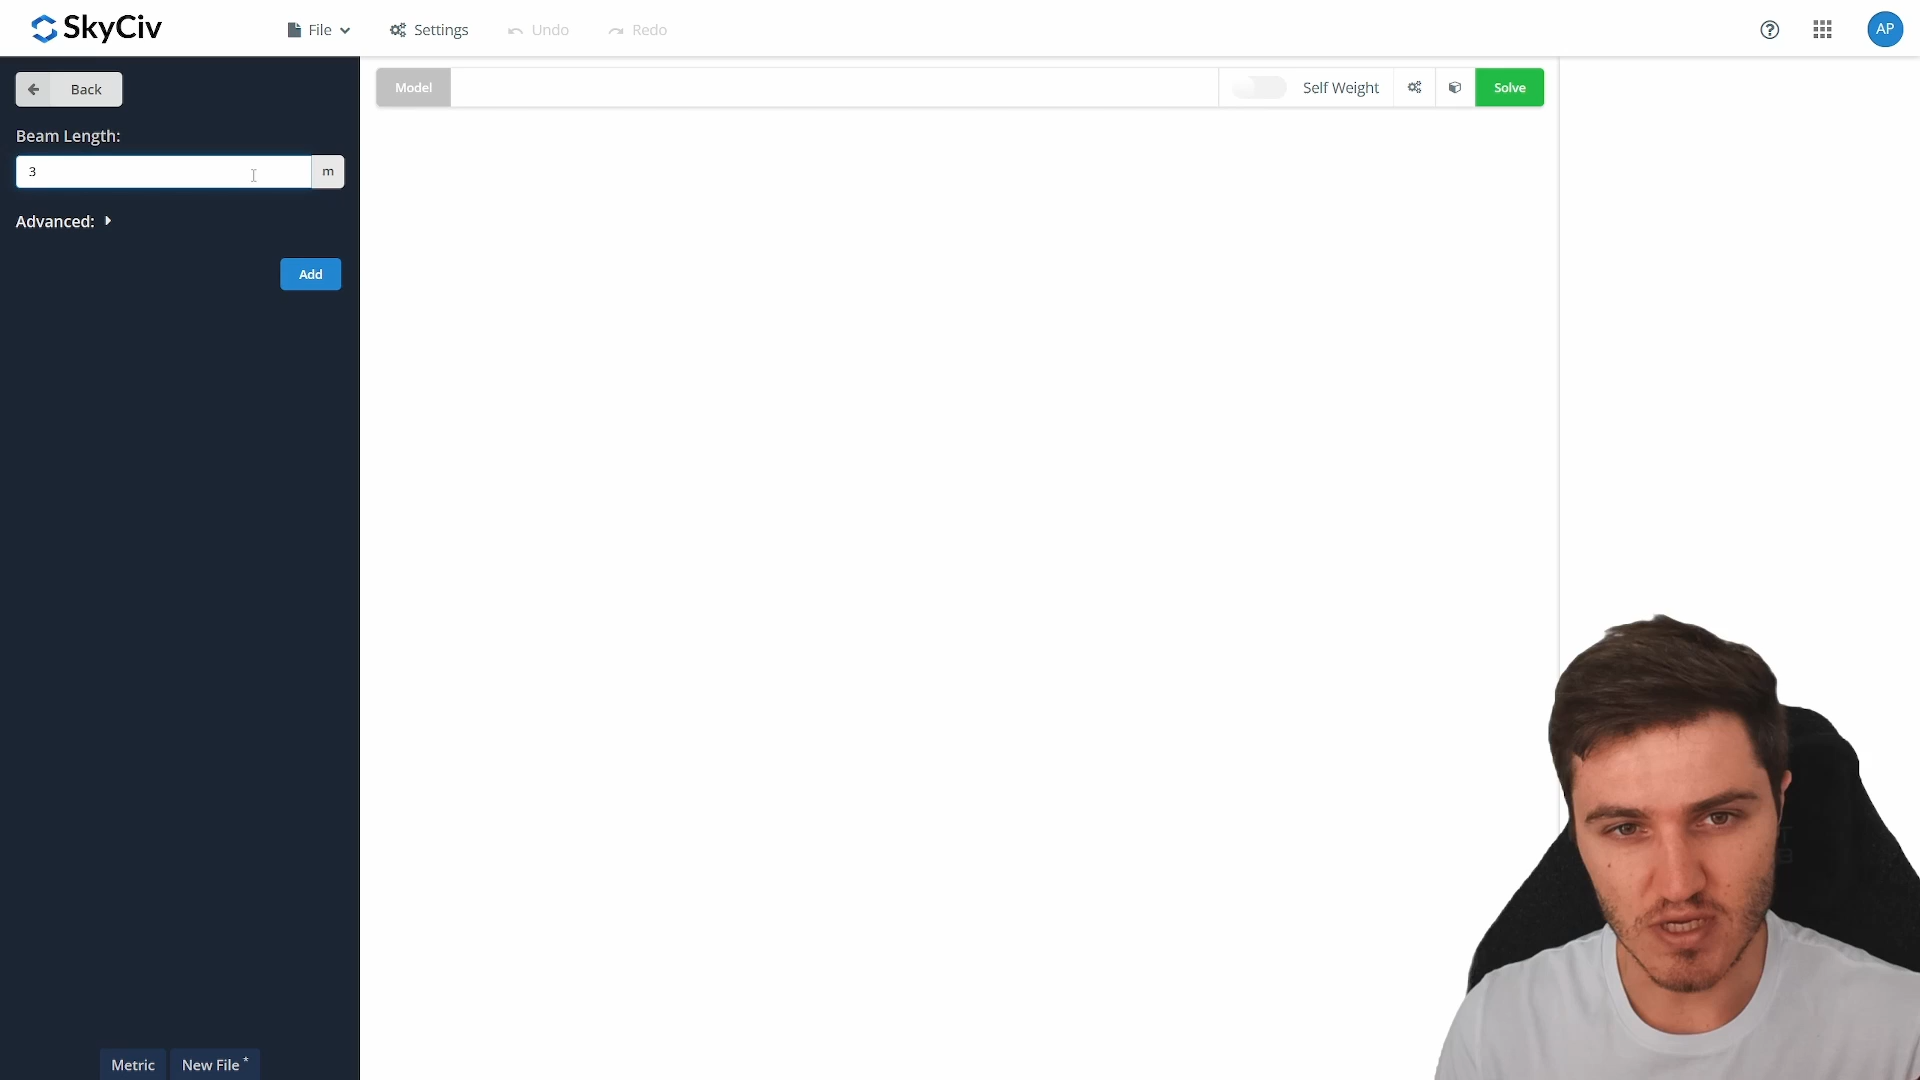 SkyCiv
File
Settings
Undo
Redo
AP
Back
Model
Self Weight
Solve
Beam Length:
3
m
Advanced:
Add
Metric
New File *